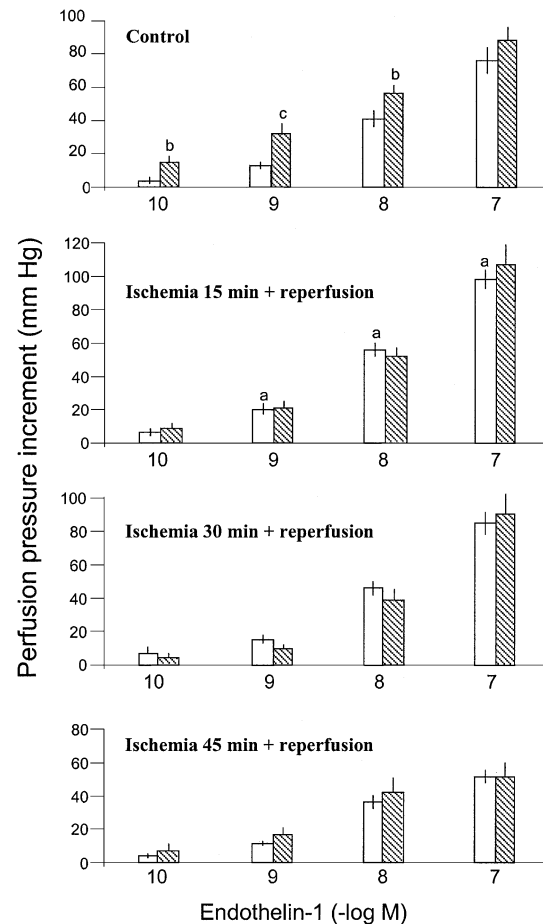 Perfusion pressure increment (mm Hg)
Control
100
80
60
40
20
0
b
c
b
10 9 8 7
Ischemia 15 min + reperfusion
120
100
80
60
40
20
0
a
a
a
10 9 8 7
Ischemia 30 min + reperfusion
100
80
60
40
20
0
10 9 8 7
Ischemia 45 min + reperfusion
80
60
40
20
0
10 9 8 7
Endothelin-1 (-log M)